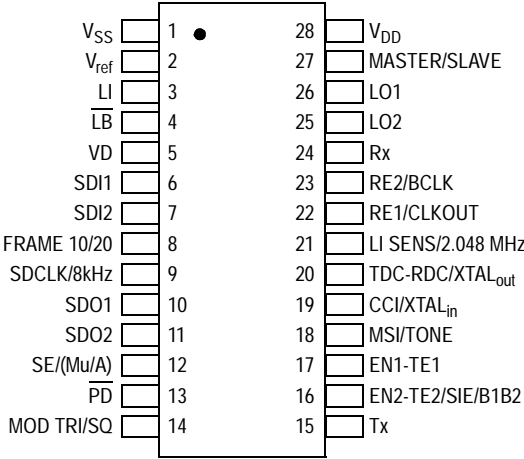 VSS 1 28 VDD
Vref 2 27 MASTER/SLAVE
LI 3 26 LO1
LB 4 25 LO2
VD 5 24 Rx
SDI1 6 23 RE2/BCLK
SDI2 7 22 RE1/CLKOUT
FRAME 10/20 8 21 LI SENS/2.048 MHz
SDCLK/8kHz 9 20 TDC-RDC/XTALout
SDO1 10 19 CCI/XTALin
SDO2 11 18 MSI/TONE
SE/(Mu/A) 12 17 EN1-TE1
PD 13 16 EN2-TE2/SIE/B1B2
MOD TRI/SQ 14 15 Tx